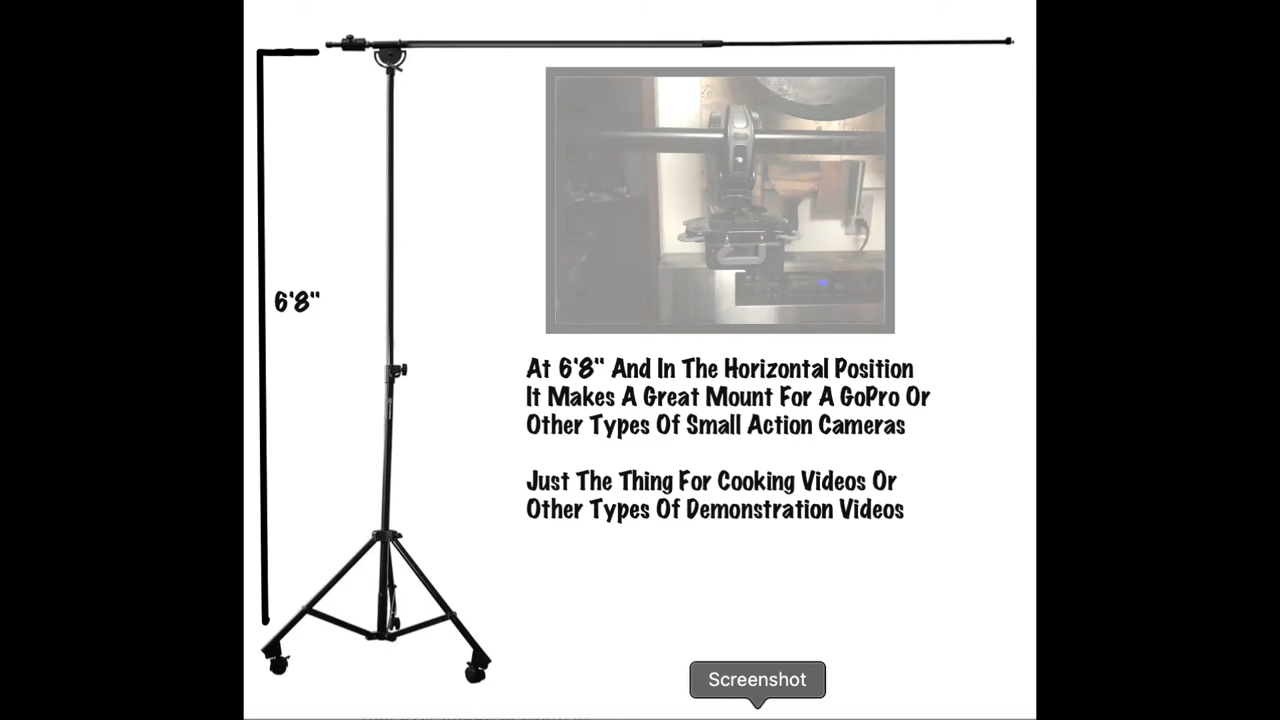 6'8"
At 6'8" And In The Horizontal Position
It Makes A Great Mount For A GoPro Or
Other Types Of Small Action Cameras
Just The Thing For Cooking Videos Or
Other Types Of Demonstration Videos
Screenshot